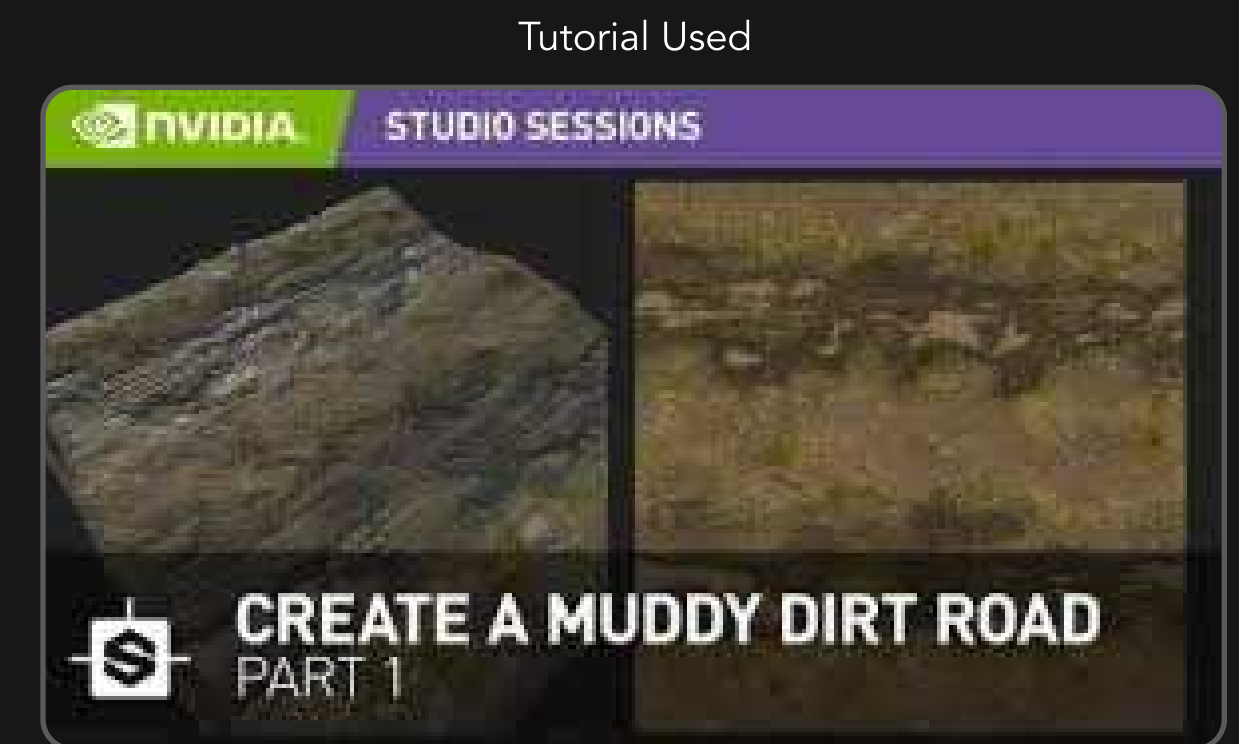 Tutorial Used
NVIDIA. STUDIO SESSIONS
CREATE A MUDDY DIRT ROAD
PART 1